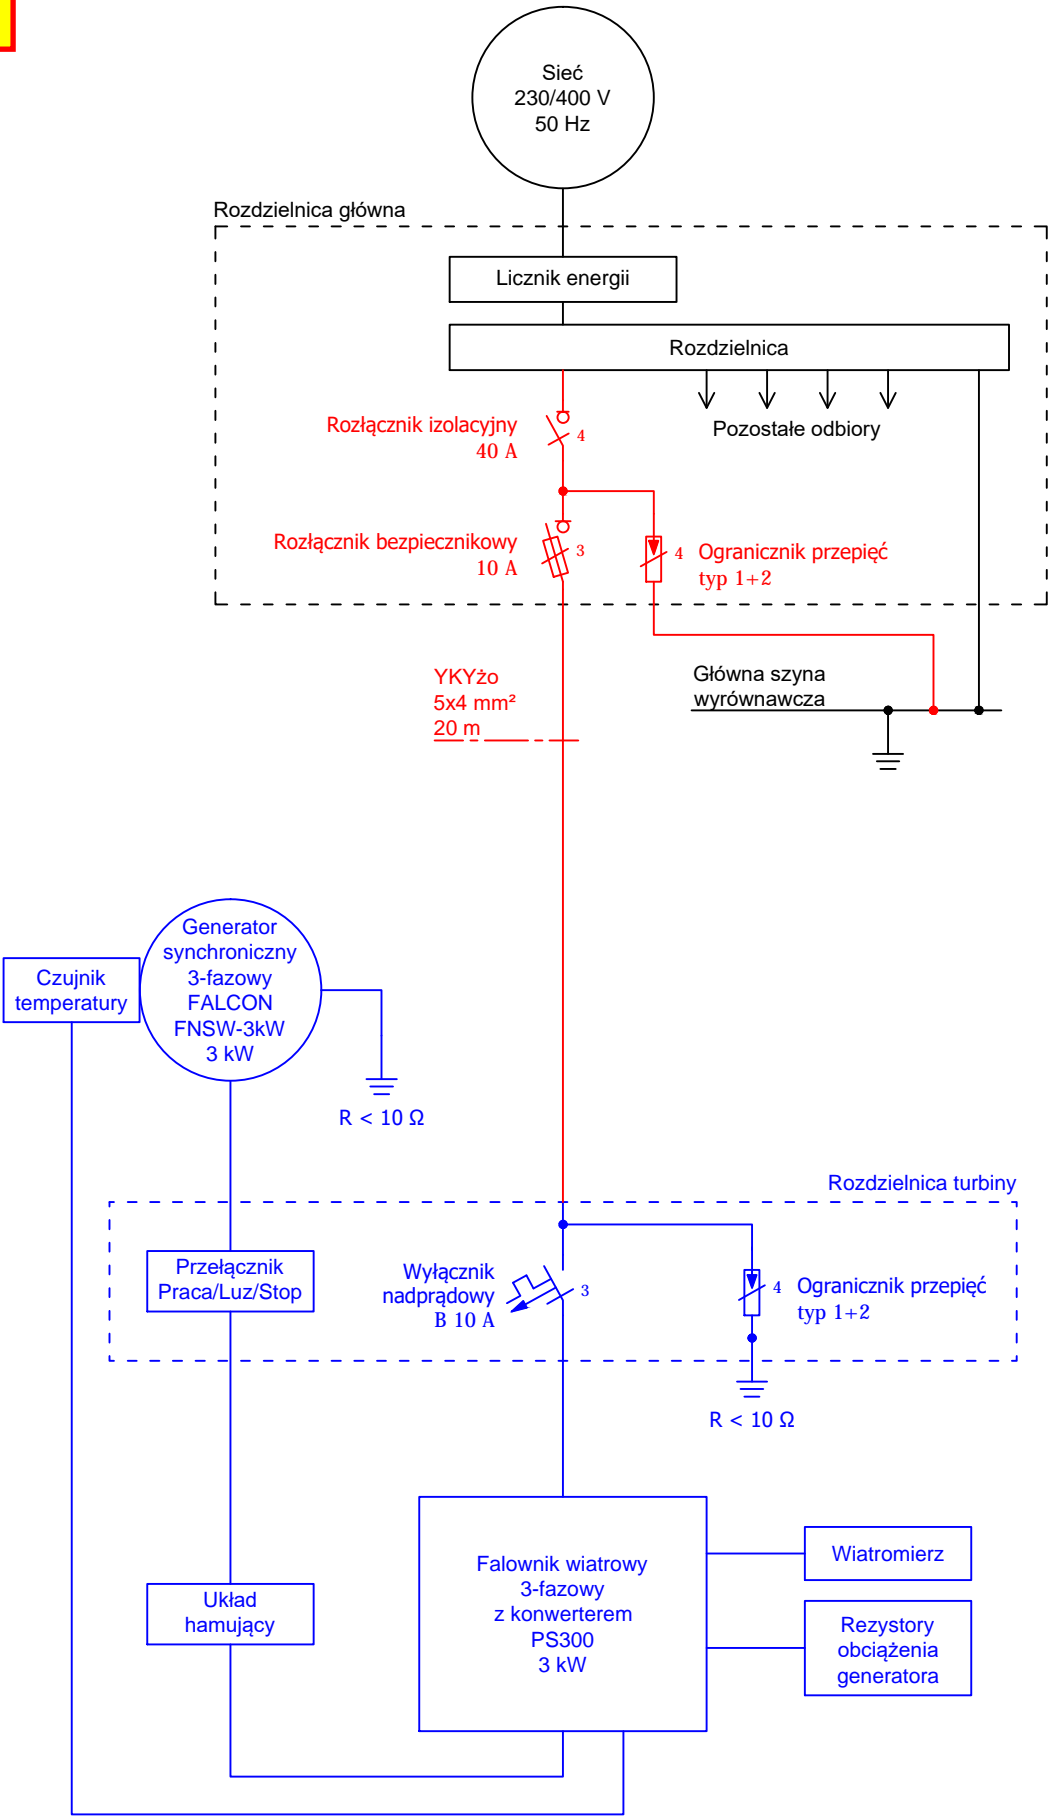 Sieć
230/400 V
50 Hz
Rozdzielnica główna
Licznik energii
Rozdzielnica
Rozłącznik izolacyjny
40 A
4
Pozostałe odbiory
Rozłącznik bezpiecznikowy
10 A
3
4
Ogranicznik przepięć
typ 1+2
YKYżo
5x4 mm²
20 m
Główna szyna
wyrównawcza
Generator
synchroniczny
3-fazowy
FALCON
FNSW-3kW
3 kW
Czujnik
temperatury
R < 10 Ω
Rozdzielnica turbiny
Przełącznik
Praca/Luz/Stop
Wyłącznik
nadprądowy
B 10 A
3
4
Ogranicznik przepięć
typ 1+2
R < 10 Ω
Falownik wiatrowy
3-fazowy
z konwerterem
PS300
3 kW
Wiatromierz
Układ
hamujący
Rezystory
obciążenia
generatora